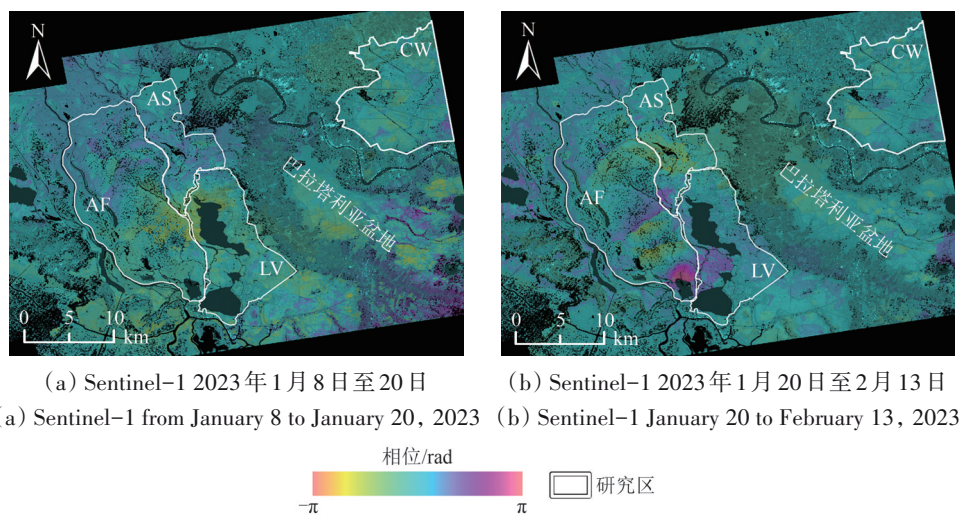 N
CW
AS
巴拉塔利亚盆地
AF
LV
0 5 10
km
N
CW
AS
巴拉塔利亚盆地
AF
LV
0 5 10
km
(a) Sentinel-1 2023年1月8日至20日
(b) Sentinel-1 2023年1月20日至2月13日
a) Sentinel-1 from January 8 to January 20, 2023
(b) Sentinel-1 January 20 to February 13, 2023
相位/rad
-π π
研究区